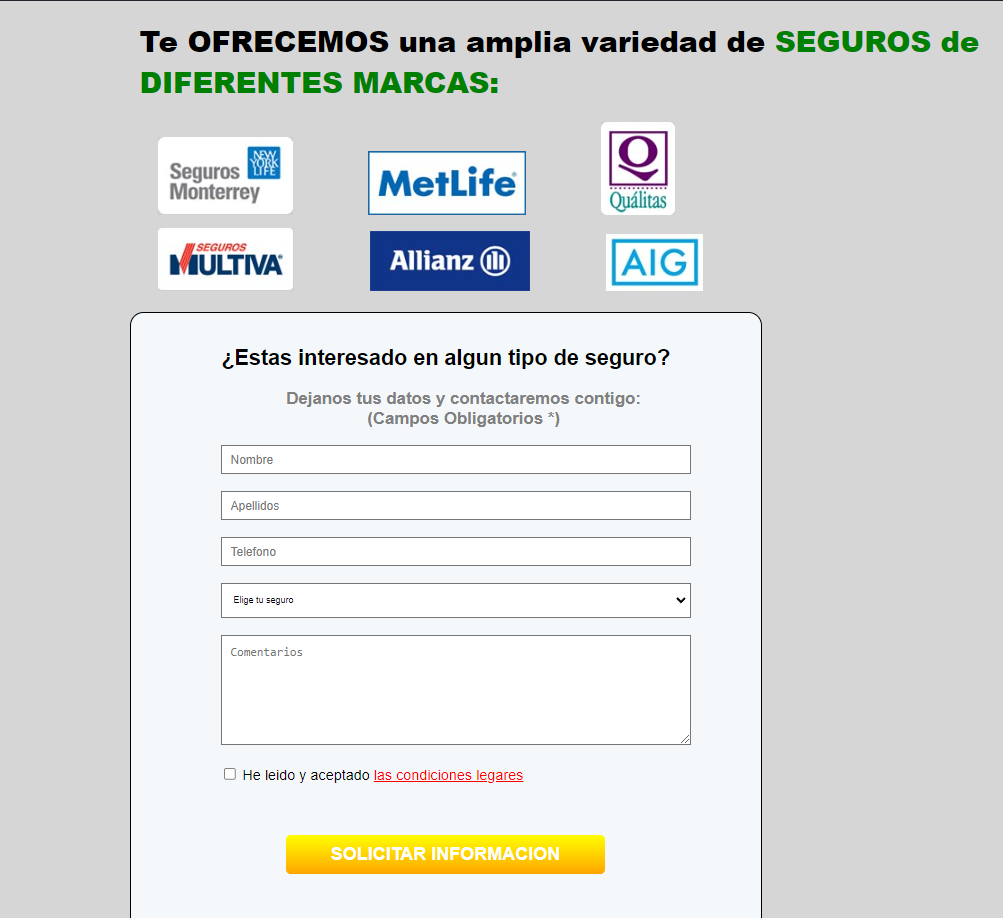 Te OFRECEMOS una amplia variedad de SEGUROS de
DIFERENTES MARCAS:
Seguros
Monterrey
NEW
YORK
LIFE
MetLife®
Quálitas
SEGUROS
MULTIVA
Allianz
AIG
¿Estas interesado en algun tipo de seguro?
Dejanos tus datos y contactaremos contigo:
(Campos Obligatorios *)
Nombre
Apellidos
Telefono
Elige tu seguro
Comentarios
He leido y aceptado las condiciones legares
SOLICITAR INFORMACION